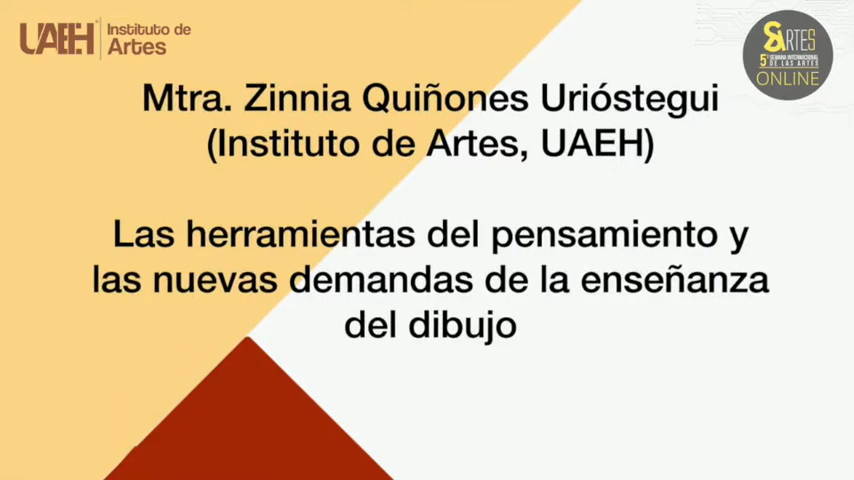 UAEH
Instituto de
Artes
SARTES
5ª SEMANA INTERNACIONAL
DE LAS ARTES
ONLINE
Mtra. Zinnia Quiñones Urióstegui
(Instituto de Artes, UAEH)
Las herramientas del pensamiento y
las nuevas demandas de la enseñanza
del dibujo